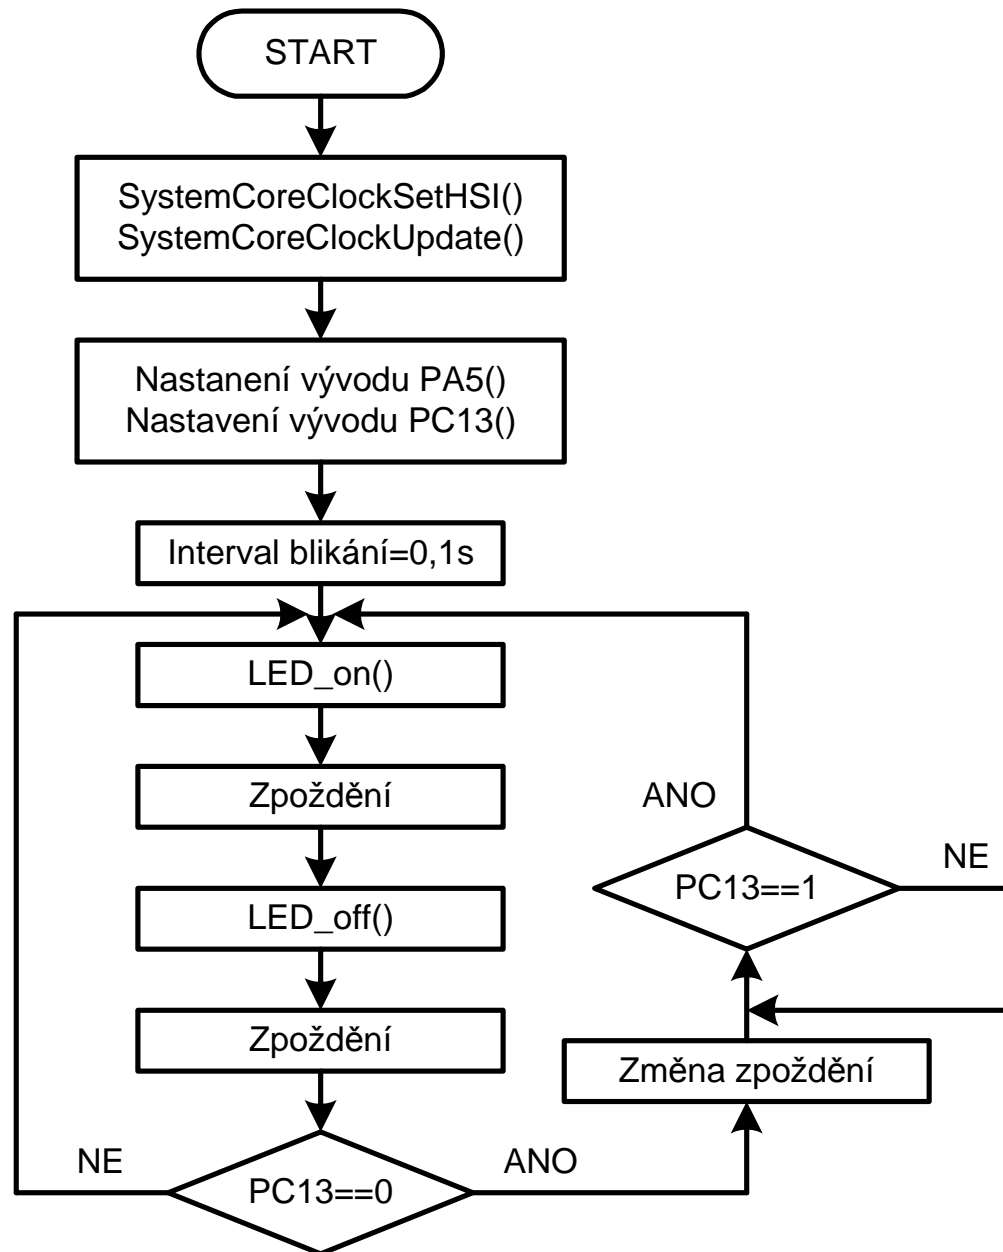 START
SystemCoreClockSetHSI()
SystemCoreClockUpdate()
Nastanení vývodu PA5()
Nastavení vývodu PC13()
Interval blikání=0,1s
LED_on()
Zpoždění
LED_off()
Zpoždění
PC13==0
NE
ANO
Změna zpoždění
PC13==1
ANO
NE